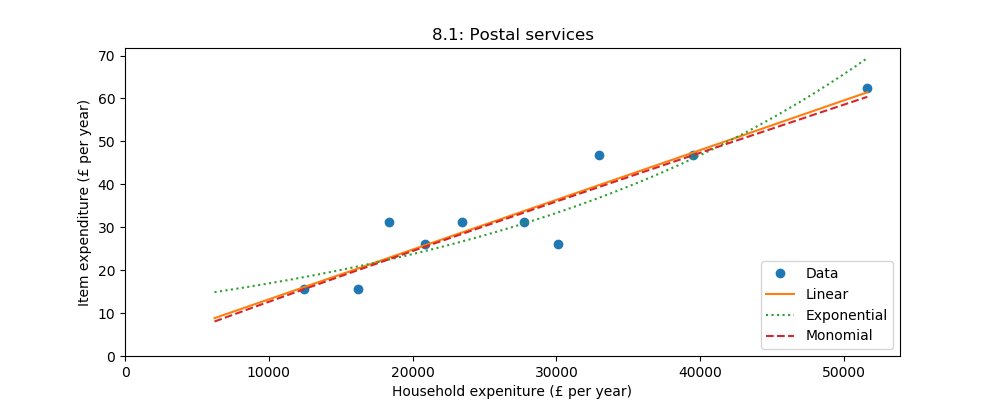 8.1: Postal services
Item expenditure (£ per year)
70
60
50
40
30
20
10
0
0 10000 20000 30000 40000 50000
Household expeniture (£ per year)
Data
Linear
Exponential
Monomial